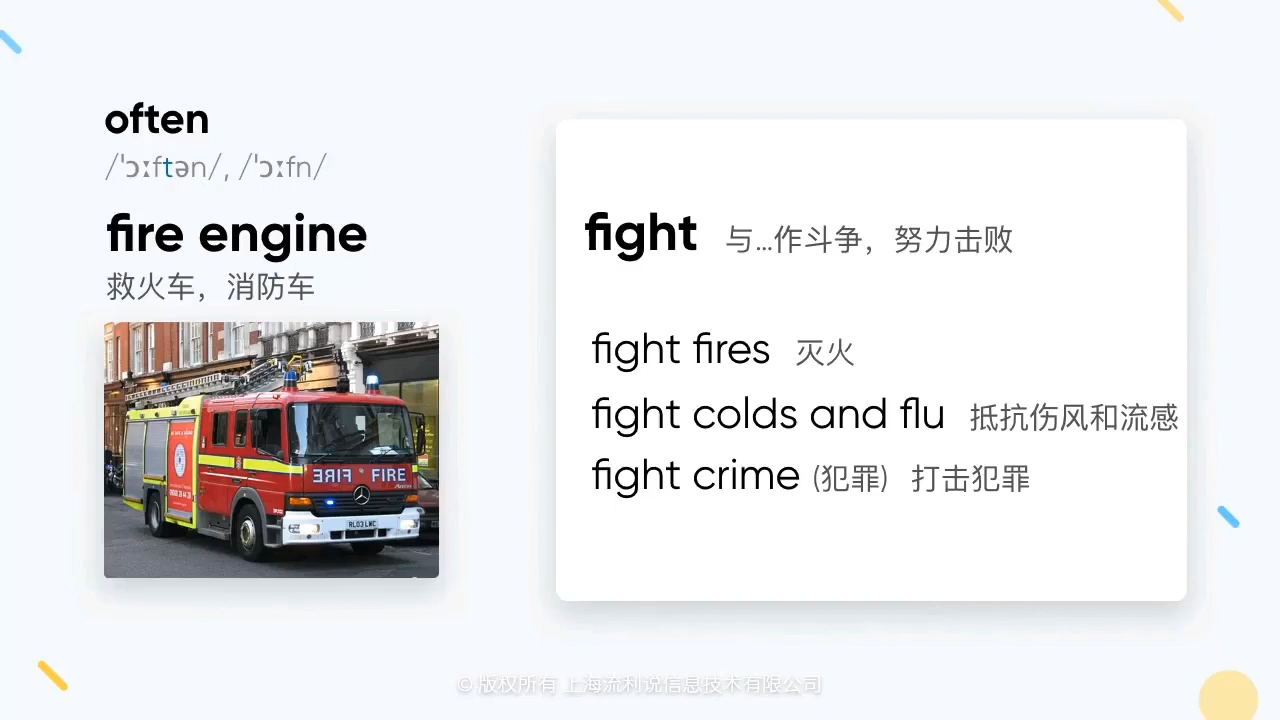 often
/ˈɔːftən/, /ˈɔːfn/
fire engine
救火车，消防车
FIRE FIRE
RL03 LWC
fight 与...作斗争，努力击败
fight fires 灭火
fight colds and flu 抵抗伤风和流感
fight crime (犯罪) 打击犯罪
© 版权所有 上海流利说信息技术有限公司